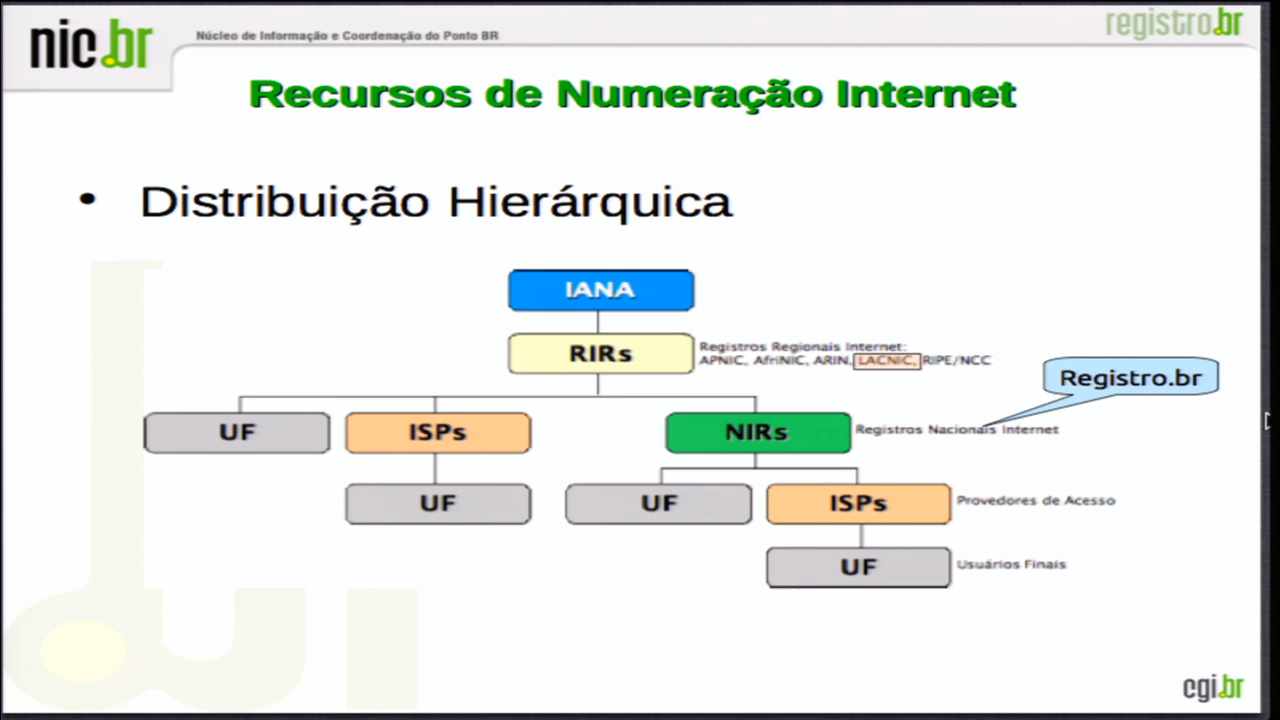 nic.br
Núcleo de Informação e Coordenação do Ponto BR
registro.br
Recursos de Numeração Internet
• Distribuição Hierárquica
IANA
RIRs
Registros Regionais Internet:
APNIC, AfriNIC, ARIN, LACNIC, RIPE/NCC
Registro.br
UF
ISPs
NIRs
Registros Nacionais Internet
UF
UF
ISPs
Provedores de Acesso
UF
Usuários Finais
cgi.br